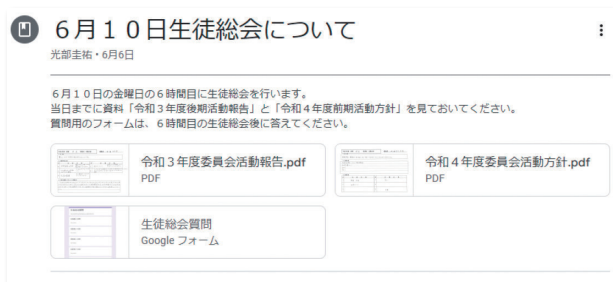 6月10日生徒総会について
光部圭祐・6月6日
6月10日の金曜日の6時間目に生徒総会を行います。
当日までに資料「令和3年度後期活動報告」と「令和4年度前期活動方針」を見ておいてください。
質問用のフォームは、6時間目の生徒総会後に答えてください。
令和3年度委員会活動報告.pdf
PDF
令和4年度委員会活動方針.pdf
PDF
生徒総会質問
Google フォーム